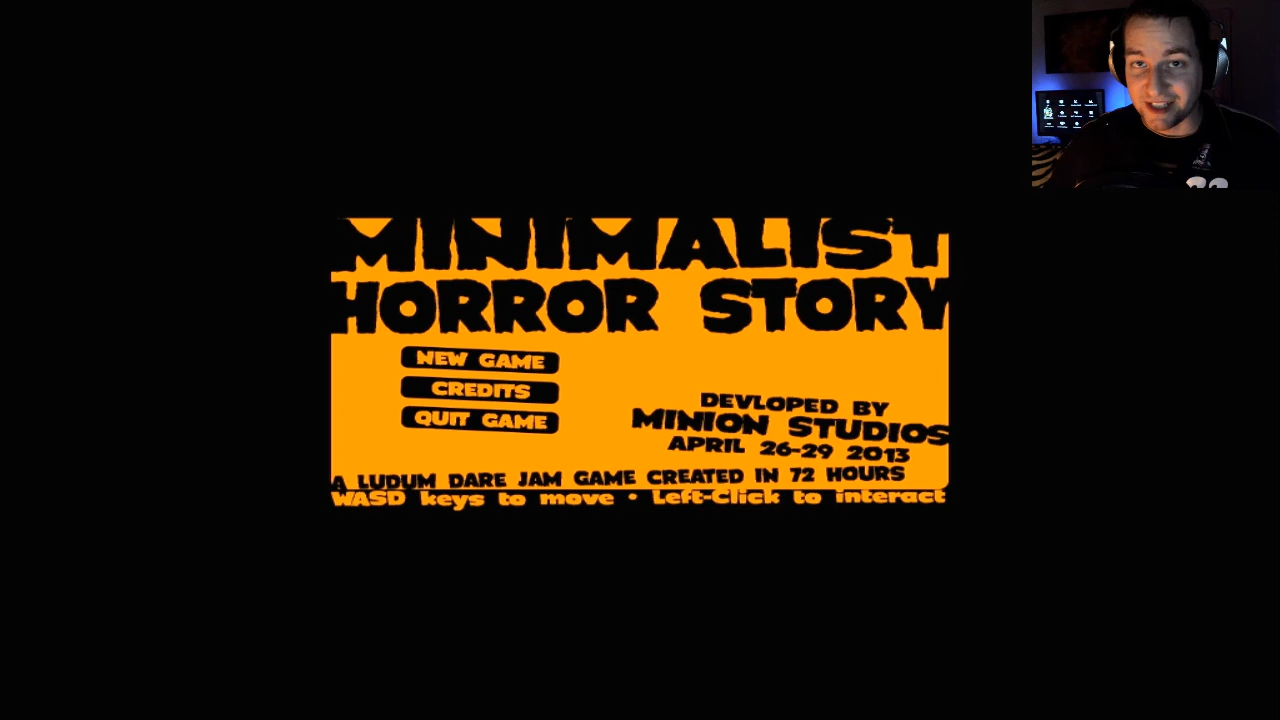 MINIMALIST
HORROR STORY
NEW GAME
CREDITS
QUIT GAME
DEVLOPED BY
MINION STUDIOS
APRIL 26-29 2013
A LUDUM DARE JAM GAME CREATED IN 72 HOURS
WASD keys to move • Left-Click to interact